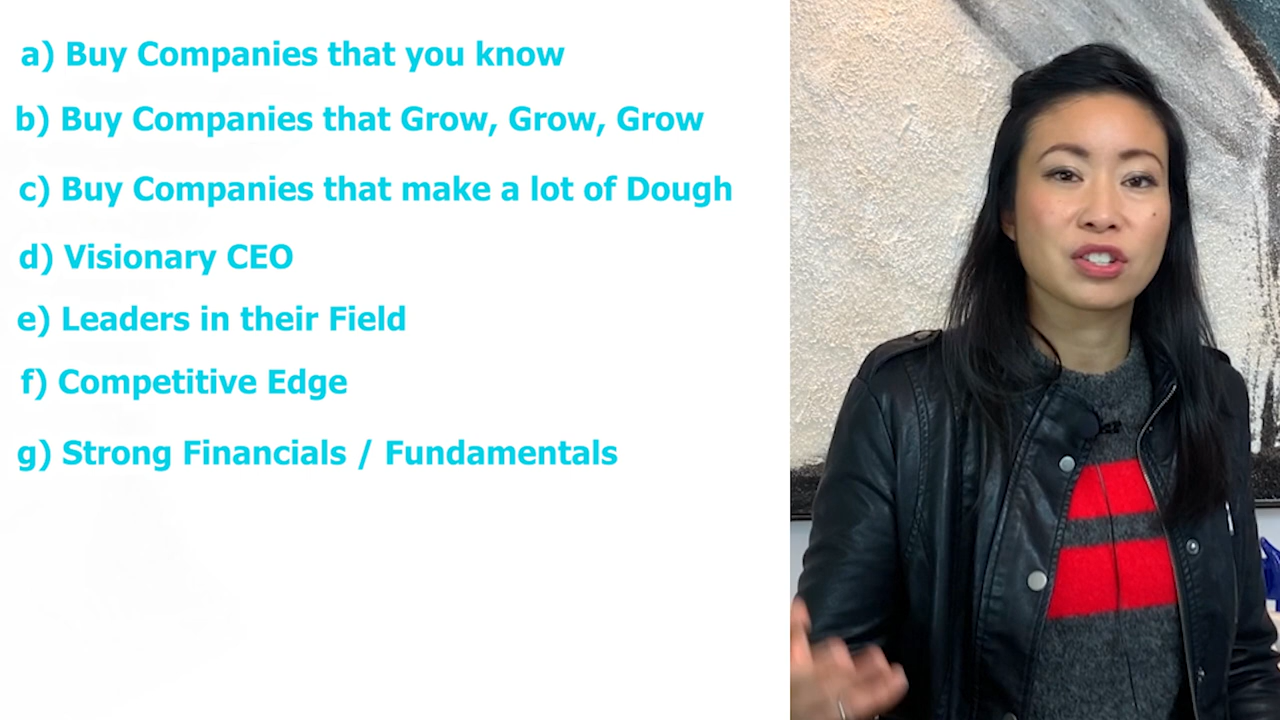 a) Buy Companies that you know
b) Buy Companies that Grow, Grow, Grow
c) Buy Companies that make a lot of Dough
d) Visionary CEO
e) Leaders in their Field
f) Competitive Edge
g) Strong Financials / Fundamentals